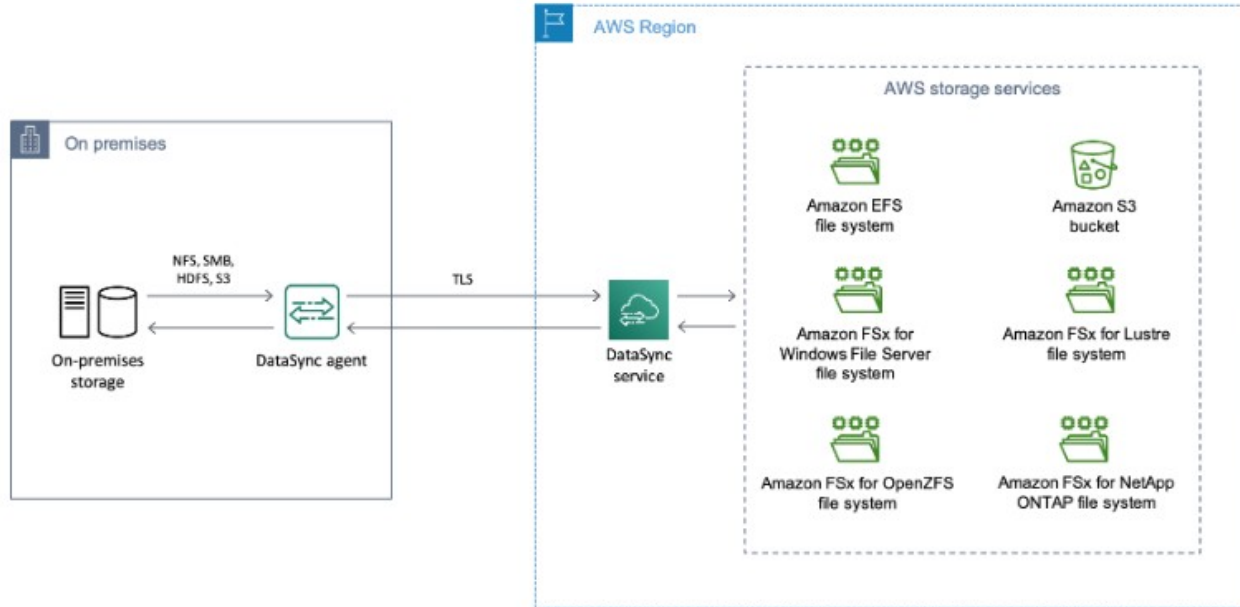 AWS Region
AWS storage services
On premises
Amazon EFS
file system
Amazon S3
bucket
NFS, SMB,
HDFS, S3
TLS
On-premises
storage
DataSync agent
DataSync
service
Amazon FSx for
Windows File Server
file system
Amazon FSx for Lustre
file system
Amazon FSx for OpenZFS
file system
Amazon FSx for NetApp
ONTAP file system